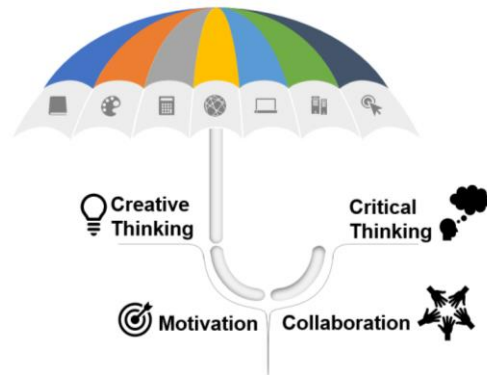 Creative
Thinking
Critical
Thinking
Motivation
Collaboration